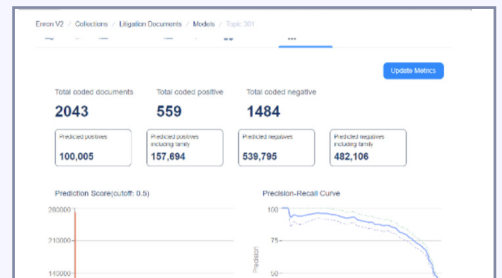 Enron V2 / Collections / Litigation Documents / Models / Topic 301
Update Metrics
Total coded documents Total coded positive Total coded negative
2043 559 1484
Predicted positives Predicted positives including family Predicted negatives Predicted negatives including family
100,005 157,694 539,795 482,106
Prediction Score(cutoff: 0.5) Precision-Recall Curve
280000 100
210000 75
140000 50
Precision